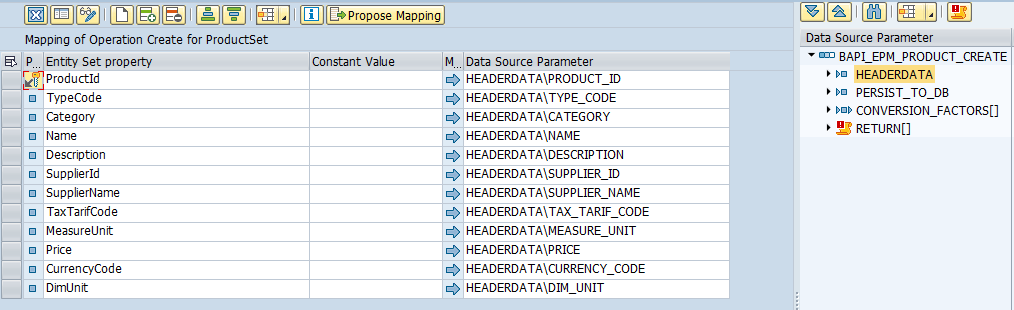 Propose Mapping
Mapping of Operation Create for ProductSet
P... Entity Set property Constant Value M... Data Source Parameter
ProductId HEADERDATA\PRODUCT_ID
TypeCode HEADERDATA\TYPE_CODE
Category HEADERDATA\CATEGORY
Name HEADERDATA\NAME
Description HEADERDATA\DESCRIPTION
SupplierId HEADERDATA\SUPPLIER_ID
SupplierName HEADERDATA\SUPPLIER_NAME
TaxTarifCode HEADERDATA\TAX_TARIF_CODE
MeasureUnit HEADERDATA\MEASURE_UNIT
Price HEADERDATA\PRICE
CurrencyCode HEADERDATA\CURRENCY_CODE
DimUnit HEADERDATA\DIM_UNIT
Data Source Parameter
BAPI_EPM_PRODUCT_CREATE
HEADERDATA
PERSIST_TO_DB
CONVERSION_FACTORS[]
RETURN[]